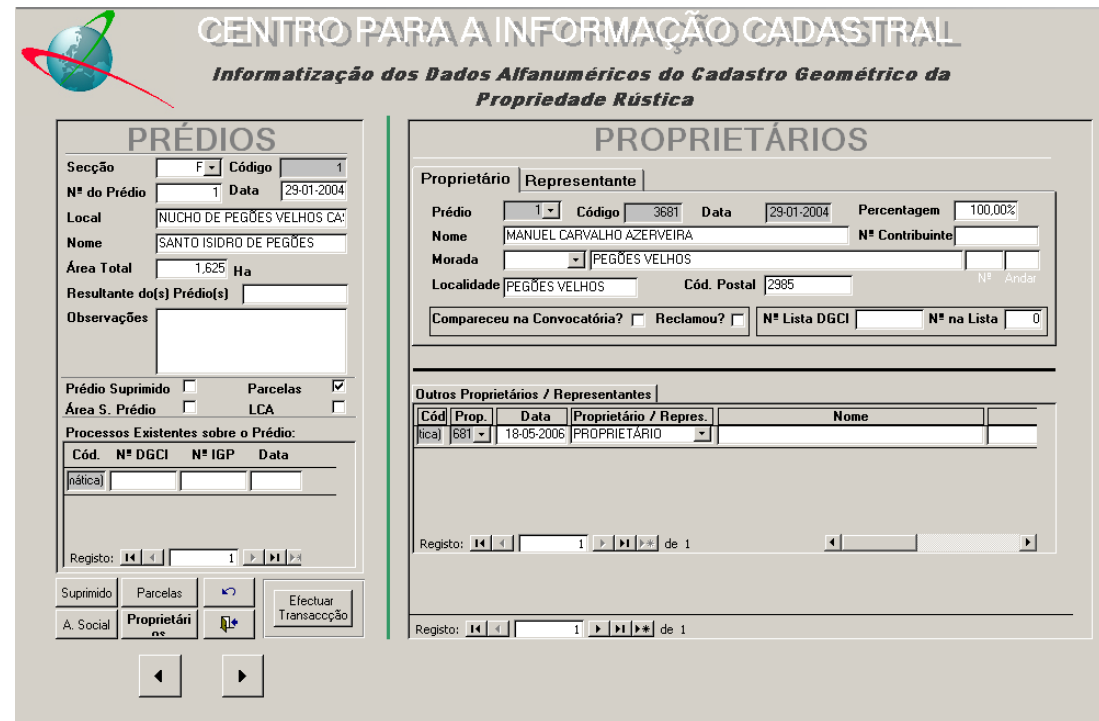 CENTRO PARA A INFORMAÇÃO CADASTRAL
Informatização dos Dados Alfanuméricos do Cadastro Geométrico da
Propriedade Rústica
PRÉDIOS
Secção F Código 1
Nº do Prédio 1 Data 29-01-2004
Local NUCHO DE PEGÕES VELHOS CA
Nome SANTO ISIDRO DE PEGÕES
Área Total 1,625 Ha
Resultante do(s) Prédio(s)
Observações
Prédio Suprimido Parcelas
Área S. Prédio LCA
Processos Existentes sobre o Prédio:
Cód. Nº DGCI Nº IGP Data
nática)
Registo: 1
Suprimido Parcelas
A. Social Proprietári
os
Efectuar
Transaccção
PROPRIETÁRIOS
Proprietário Representante
Prédio 1 Código 3681 Data 29-01-2004 Percentagem 100,00%
Nome MANUEL CARVALHO AZERVEIRA Nº Contribuinte
Morada PEGÕES VELHOS
Nº Andar
Localidade PEGÕES VELHOS Cód. Postal 2985
Compareceu na Convocatória? Reclamou? Nº Lista DGCI Nº na Lista 0
Outros Proprietários / Representantes
Cód Prop. Data Proprietário / Repres. Nome
tica) 681 18-05-2006 PROPRIETÁRIO
Registo: 1 de 1
Registo: 1 de 1